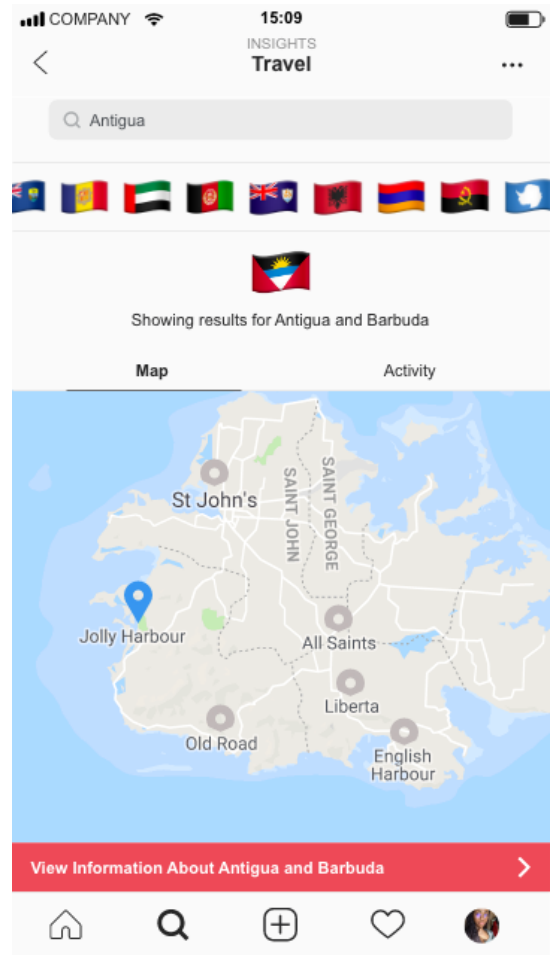 COMPANY
15:09
INSIGHTS
Travel
Antigua
Showing results for Antigua and Barbuda
Map
Activity
St John's
SAINT JOHN
SAINT GEORGE
Jolly Harbour
All Saints
Liberta
Old Road
English
Harbour
View Information About Antigua and Barbuda